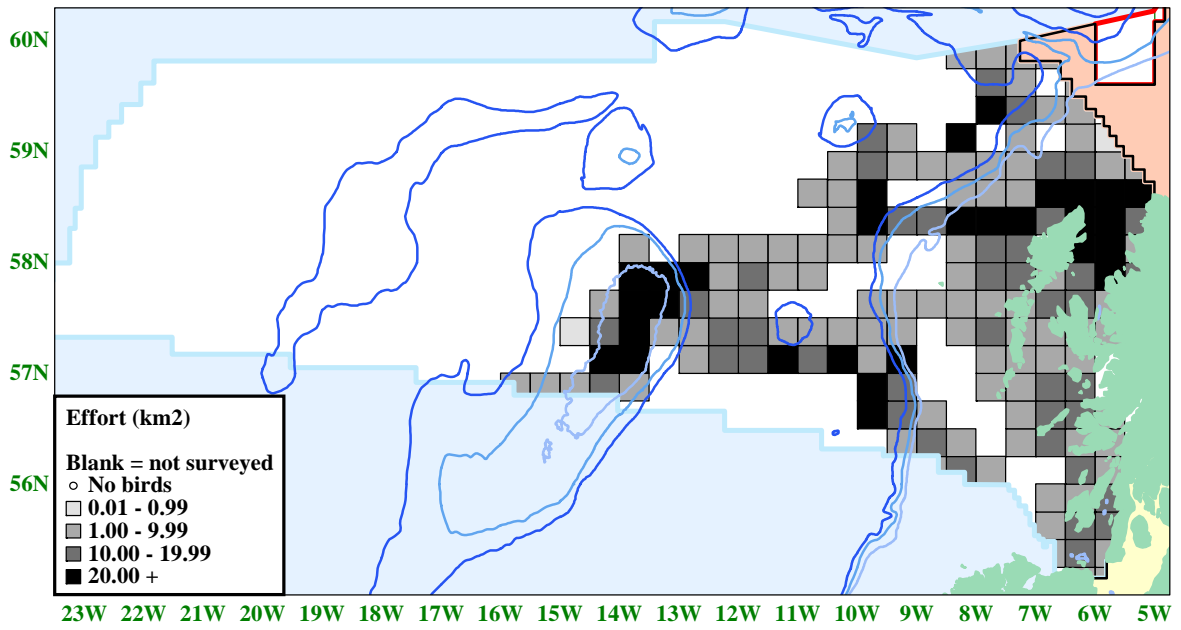 60N
59N
58N
57N
56N
Effort (km2)
Blank = not surveyed
No birds
0.01 - 0.99
1.00 - 9.99
10.00 - 19.99
20.00 +
23W 22W 21W 20W 19W 18W 17W 16W 15W 14W 13W 12W 11W 10W 9W 8W 7W 6W 5W